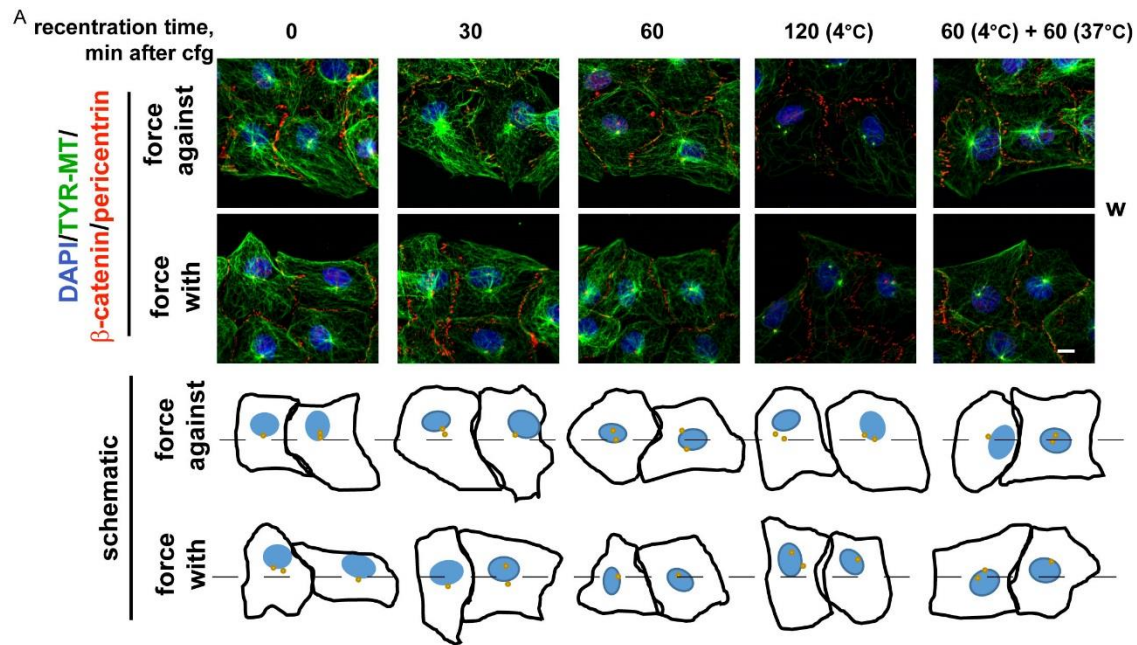 A
recentration time,
min after cfg
0
30
60
120 (4°C)
60 (4°C) + 60 (37°C)
DAPI/TYR-MT/
β-catenin/pericentrin
force
against
force
with
w
schematic
force
against
force
with